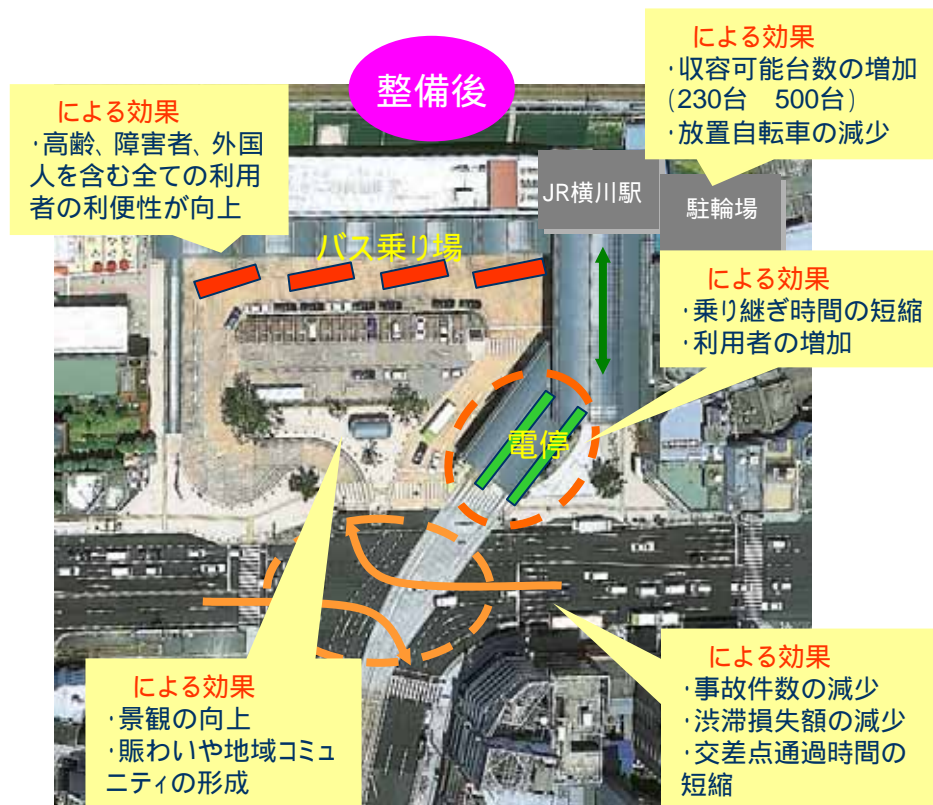 整備後
による効果
･収容可能台数の増加
(230台　500台)
･放置自転車の減少
による効果
･高齢、障害者、外国
人を含む全ての利用
者の利便性が向上
JR横川駅
駐輪場
バス乗り場
による効果
･乗り継ぎ時間の短縮
･利用者の増加
電停
による効果
･景観の向上
･賑わいや地域コミュ
ニティの形成
による効果
･事故件数の減少
･渋滞損失額の減少
･交差点通過時間の
短縮